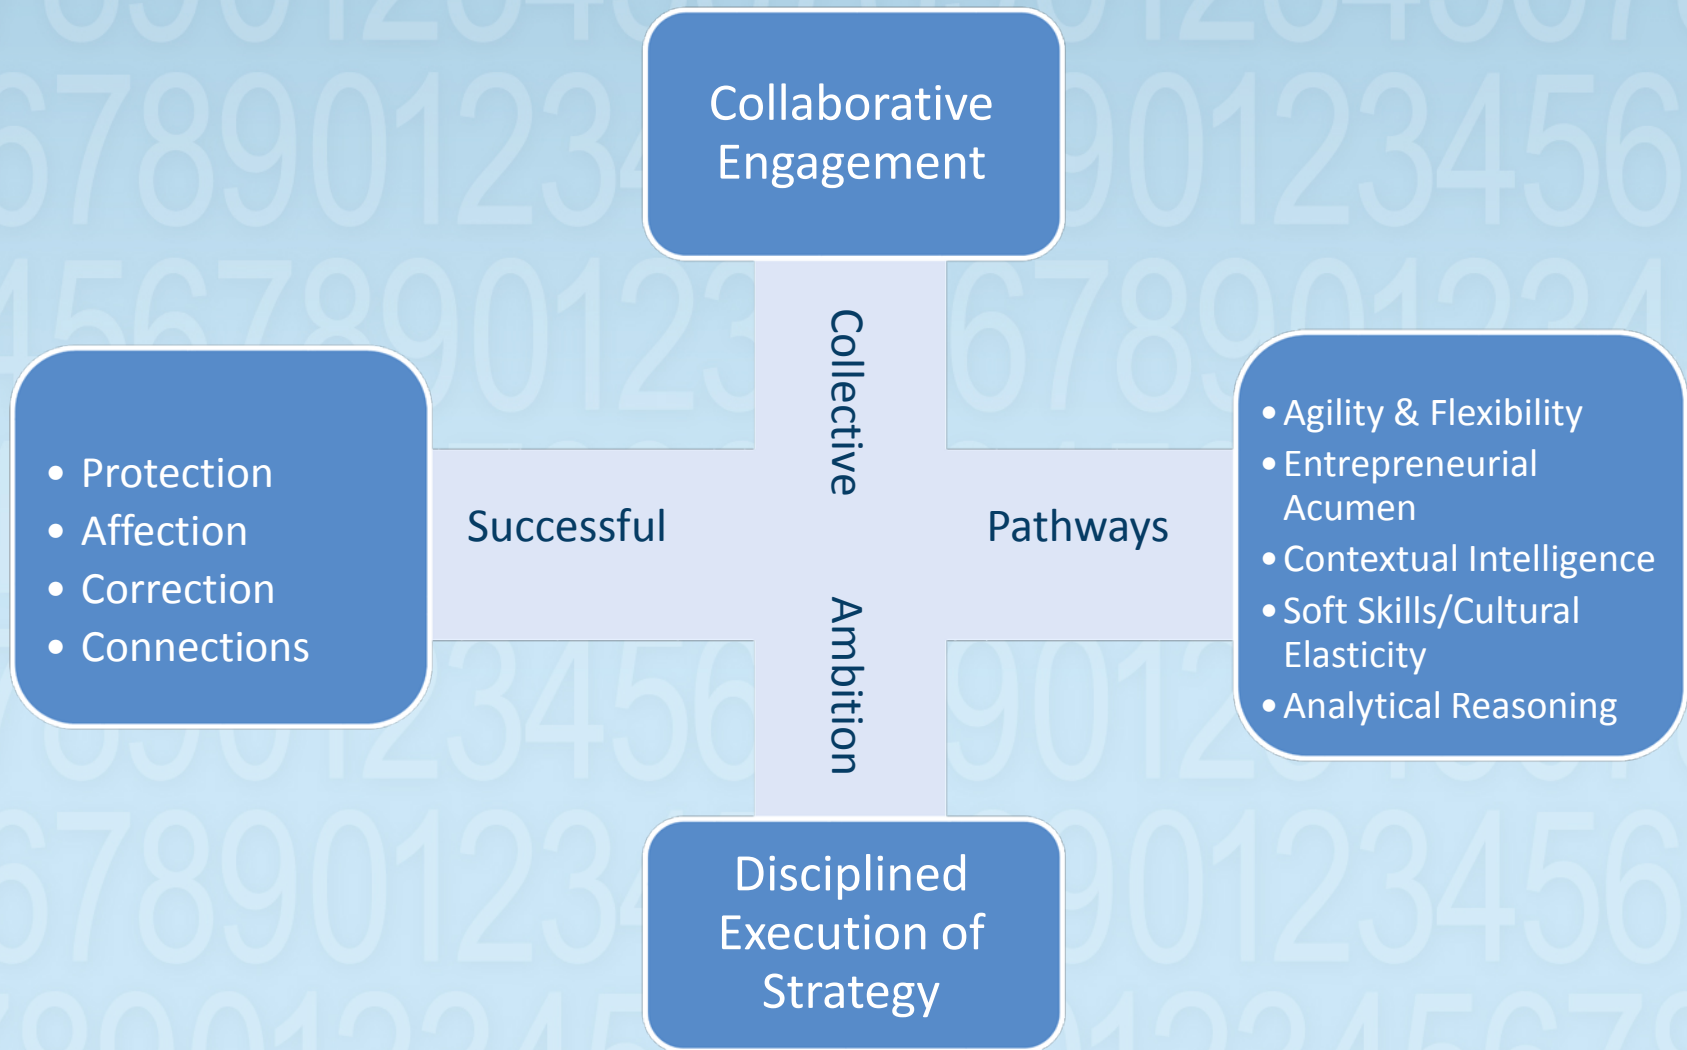 Collaborative
Engagement
Collective
• Protection
• Affection
• Correction
• Connections
Successful
Pathways
• Agility & Flexibility
• Entrepreneurial
Acumen
• Contextual Intelligence
• Soft Skills/Cultural
Elasticity
• Analytical Reasoning
Ambition
Disciplined
Execution of
Strategy